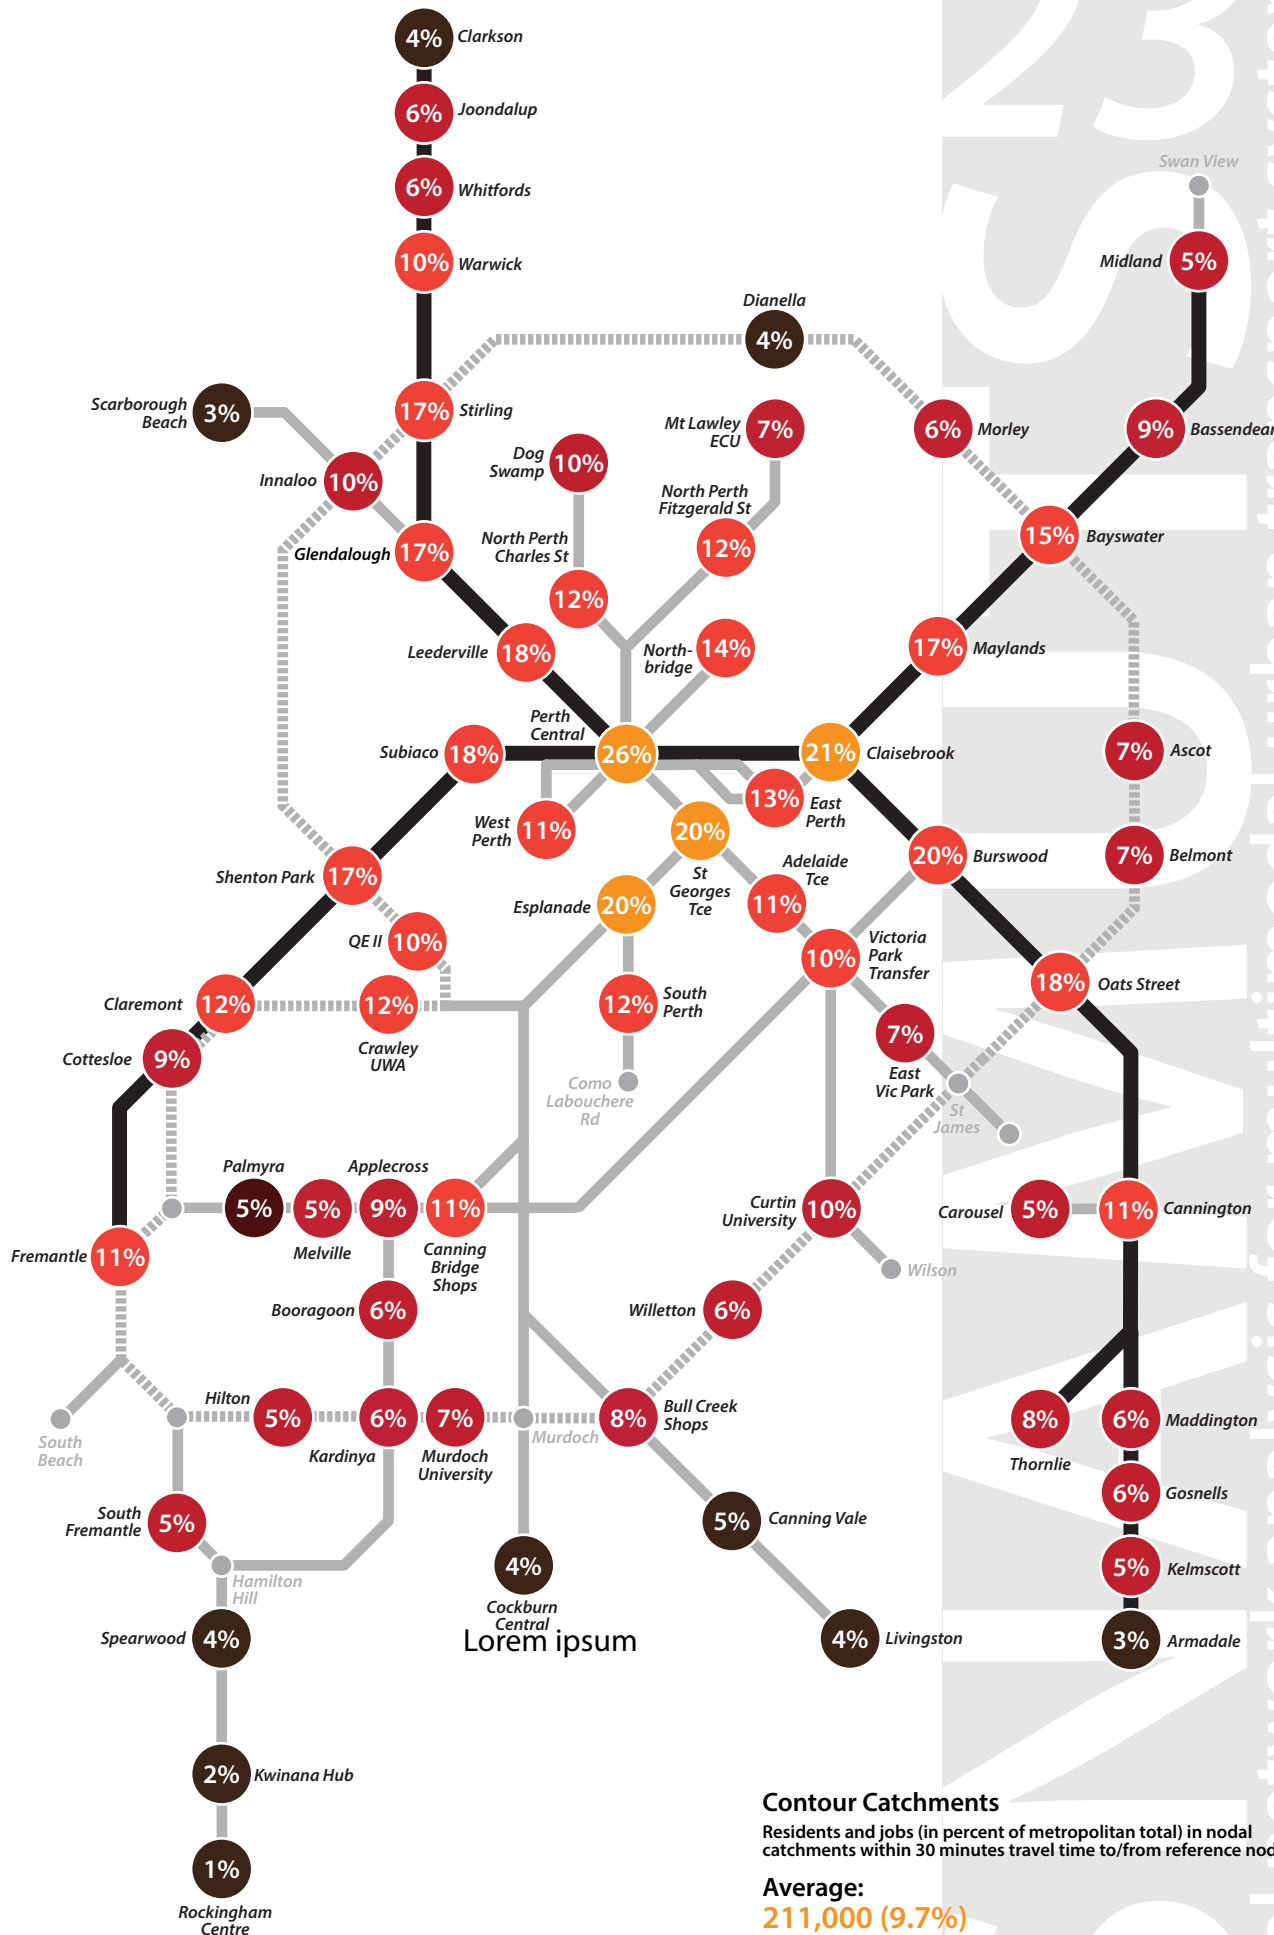 4% Clarkson
6% Joondalup
6% Whitfords
10% Warwick
Swan View
Midland 5%
Dianella
4%
Scarborough
Beach
3%
17% Stirling
Mt Lawley
ECU
7%
6% Morley
9% Bassendean
Dog
Swamp
10%
Innaloo 10%
North Perth
Fitzgerald St
12%
Glendalough 17%
North Perth
Charles St
12%
15% Bayswater
Leederville 18%
North-
bridge
14%
17% Maylands
Perth
Central
26%
Subiaco 18%
21% Claisebrook
7% Ascot
West
Perth
11%
13% East
Perth
20%
St
Georges
Tce
Adelaide
Tce
11%
20% Burswood
7% Belmont
Shenton Park 17%
Esplanade 20%
QE II 10%
10% Victoria
Park
Transfer
18% Oats Street
Claremont 12%
12%
Crawley
UWA
12% South
Perth
7%
East
Vic Park
Cottesloe 9%
Como
Labouchere
Rd
St
James
Palmyra
5%
5%
Melville
Applecross
9%
11%
Canning
Bridge
Shops
Curtin
University
10%
Carousel 5%
11% Cannington
Fremantle 11%
Wilson
Booragoon 6%
Willetton 6%
Hilton
5%
6%
Kardinya
7%
Murdoch
University
Murdoch
8% Bull Creek
Shops
8%
Thornlie
6% Maddington
South
Beach
6% Gosnells
South
Fremantle
5%
5% Canning Vale
Hamilton
Hill
4%
Cockburn
Central
Lorem ipsum
5% Kelmscott
Spearwood 4%
4% Livingston
3% Armadale
2% Kwinana Hub
1%
Rockingham
Centre
Contour Catchments
Residents and jobs (in percent of metropolitan total) in nodal
catchments within 30 minutes travel time to/from reference nod
Average:
211,000 (9.7%)
23